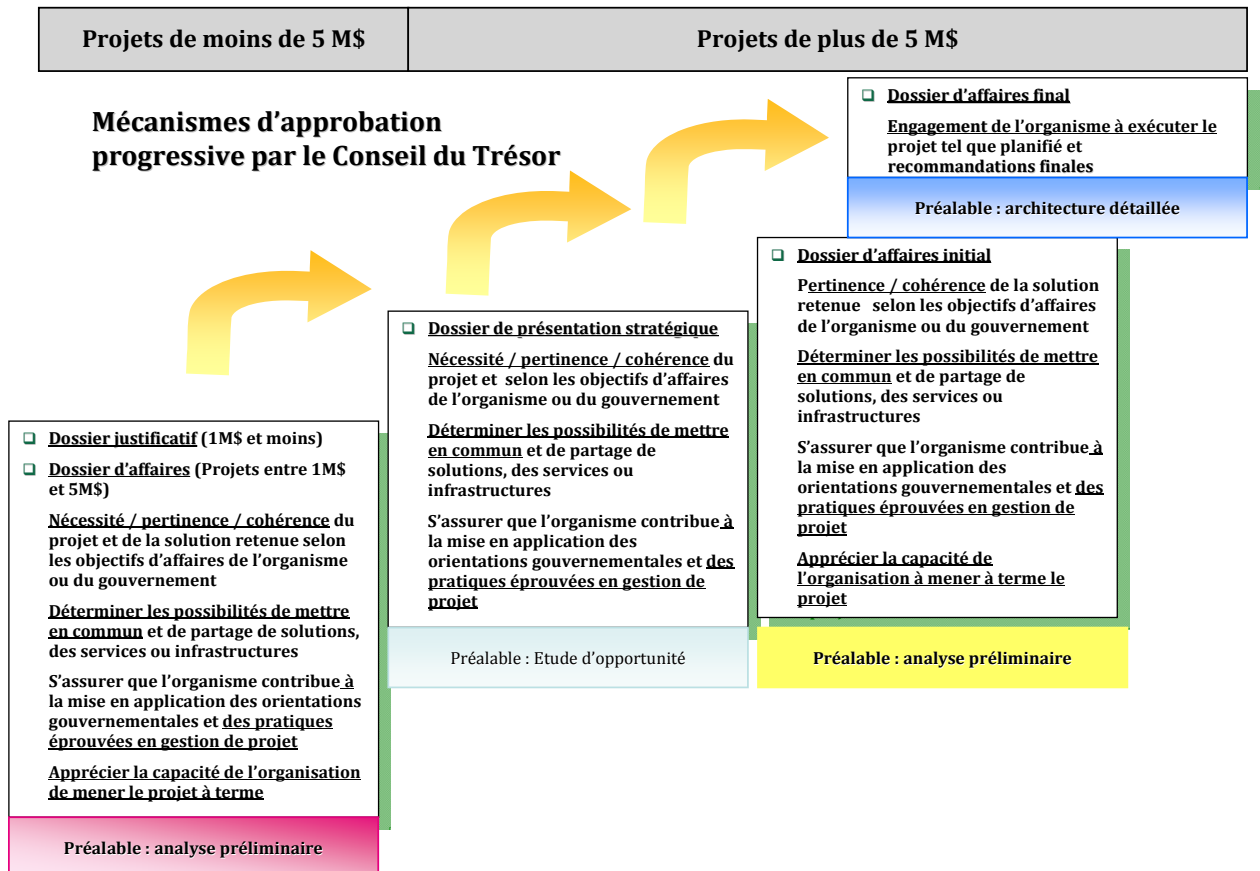 Projets de moins de 5 M$
Projets de plus de 5 M$
Mécanismes d'approbation
progressive par le Conseil du Trésor
Dossier justificatif (1M$ et moins)
Dossier d'affaires (Projets entre 1M$
et 5M$)
Nécessité / pertinence / cohérence du
projet et de la solution retenue selon
les objectifs d'affaires de l'organisme
ou du gouvernement
Déterminer les possibilités de mettre
en commun et de partage de solutions,
des services ou infrastructures
S'assurer que l'organisme contribue à
la mise en application des orientations
gouvernementales et des pratiques
éprouvées en gestion de projet
Apprécier la capacité de l'organisation
de mener le projet à terme
Préalable : analyse préliminaire
Dossier de présentation stratégique
Nécessité / pertinence / cohérence du
projet et selon les objectifs d'affaires
de l'organisme ou du gouvernement
Déterminer les possibilités de mettre
en commun et de partage de
solutions, des services ou
infrastructures
S'assurer que l'organisme contribue à
la mise en application des
orientations gouvernementales et des
pratiques éprouvées en gestion de
projet
Préalable : Etude d'opportunité
Dossier d'affaires initial
Pertinence / cohérence de la solution
retenue selon les objectifs d'affaires
de l'organisme ou du gouvernement
Déterminer les possibilités de mettre
en commun et de partage de
solutions, des services ou
infrastructures
S'assurer que l'organisme contribue à
la mise en application des
orientations gouvernementales et des
pratiques éprouvées en gestion de
projet
Apprécier la capacité de
l'organisation à mener à terme le
projet
Préalable : analyse préliminaire
Dossier d'affaires final
Engagement de l'organisme à exécuter le
projet tel que planifié et
recommandations finales
Préalable : architecture détaillée